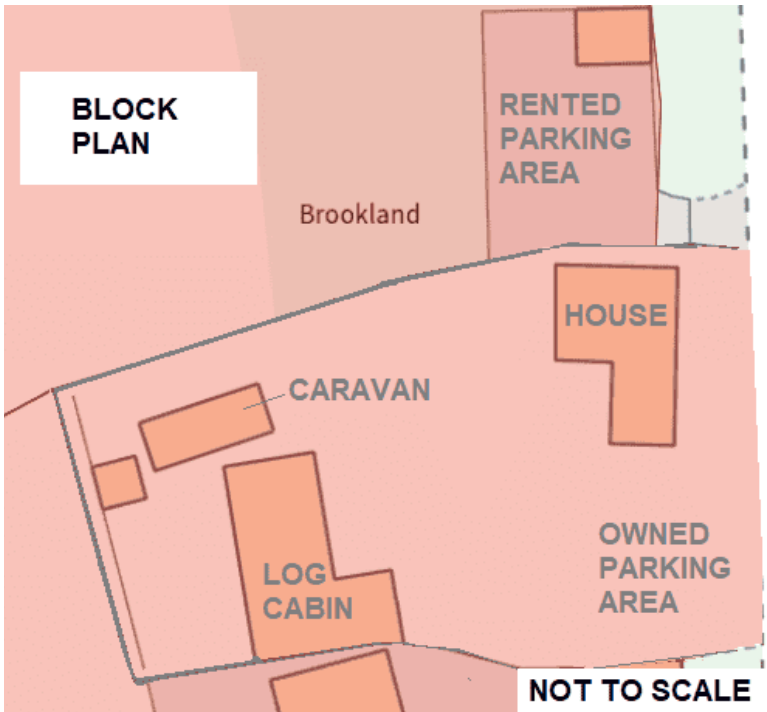 BLOCK
PLAN
RENTED
PARKING
AREA
Brookland
HOUSE
CARAVAN
OWNED
PARKING
AREA
LOG
CABIN
NOT TO SCALE